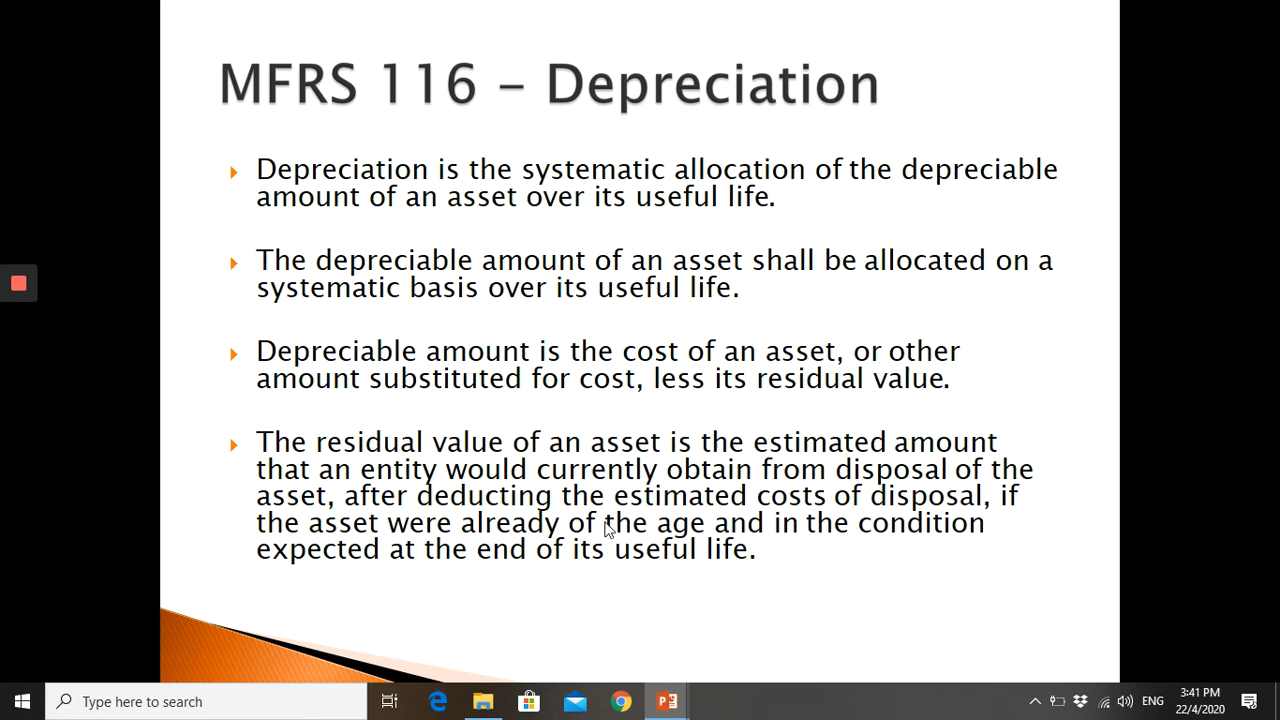 MFRS 116 – Depreciation
Depreciation is the systematic allocation of the depreciable
amount of an asset over its useful life.
The depreciable amount of an asset shall be allocated on a
systematic basis over its useful life.
Depreciable amount is the cost of an asset, or other
amount substituted for cost, less its residual value.
The residual value of an asset is the estimated amount
that an entity would currently obtain from disposal of the
asset, after deducting the estimated costs of disposal, if
the asset were already of the age and in the condition
expected at the end of its useful life.
Type here to search
ENG
3:41 PM
22/4/2020